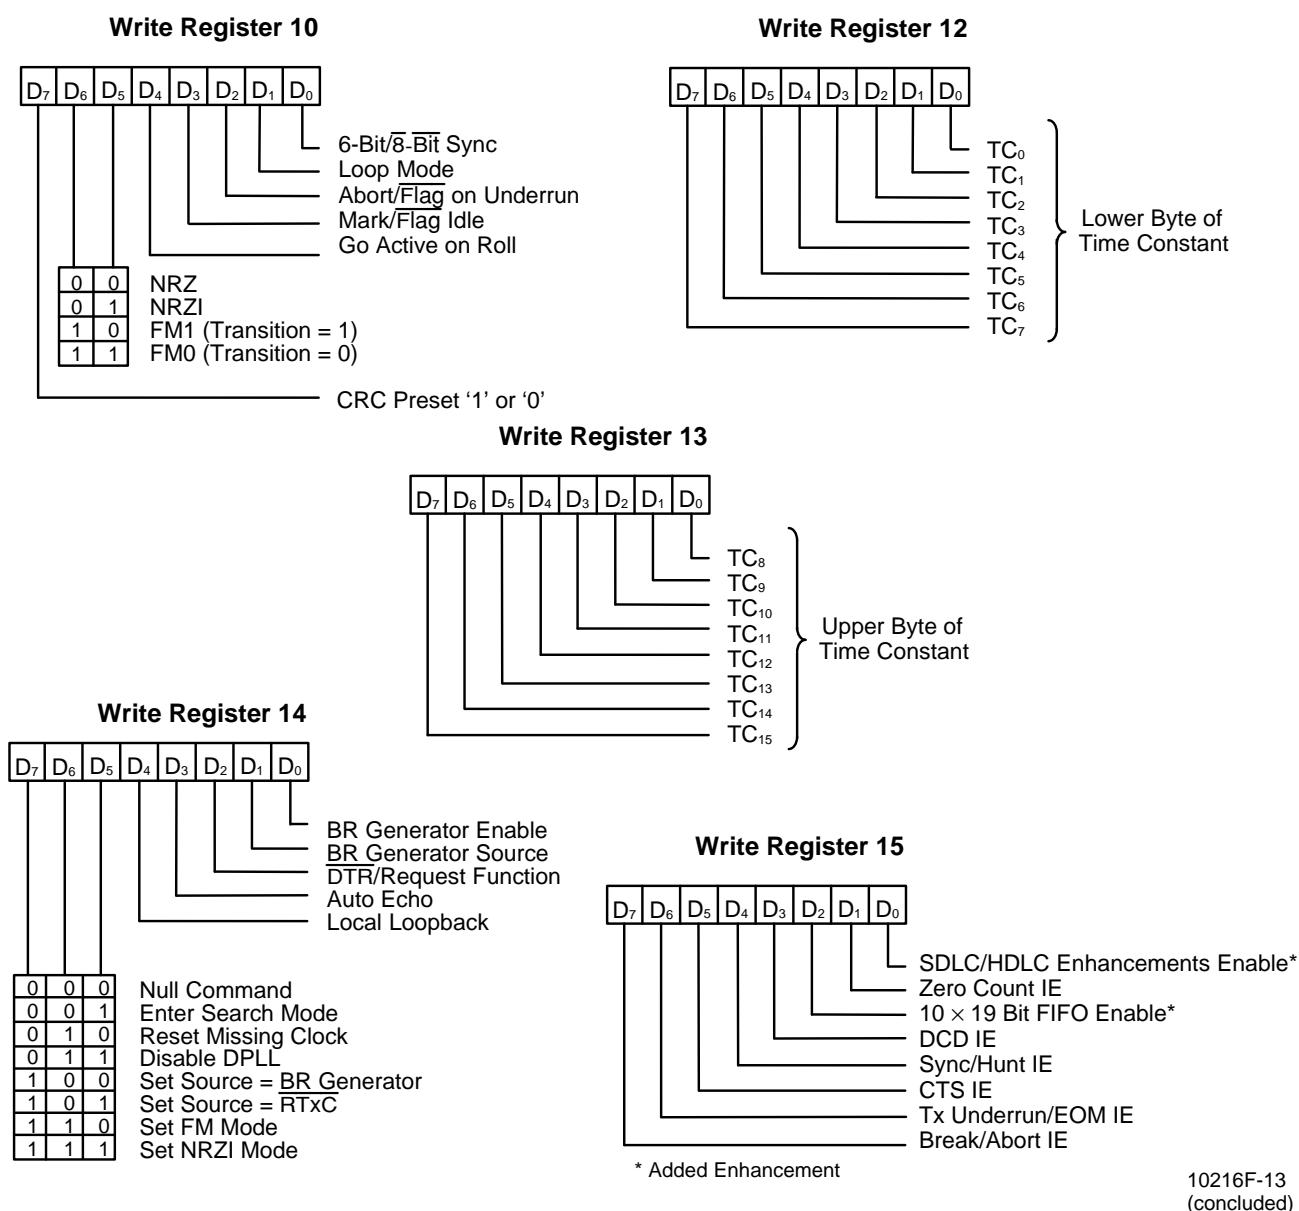 Write Register 10
D7 D6 D5 D4 D3 D2 D1 D0
6-Bit/8-Bit Sync
Loop Mode
Abort/Flag on Underrun
Mark/Flag Idle
Go Active on Roll
0 0 NRZ
0 1 NRZI
1 0 FM1 (Transition = 1)
1 1 FM0 (Transition = 0)
CRC Preset ‘1’ or ‘0’
Write Register 12
D7 D6 D5 D4 D3 D2 D1 D0
TC0
TC1
TC2
TC3
TC4
TC5
TC6
TC7
Lower Byte of
Time Constant
Write Register 13
D7 D6 D5 D4 D3 D2 D1 D0
TC8
TC9
TC10
TC11
TC12
TC13
TC14
TC15
Upper Byte of
Time Constant
Write Register 14
D7 D6 D5 D4 D3 D2 D1 D0
BR Generator Enable
BR Generator Source
DTR/Request Function
Auto Echo
Local Loopback
0 0 0 Null Command
0 0 1 Enter Search Mode
0 1 0 Reset Missing Clock
0 1 1 Disable DPLL
1 0 0 Set Source = BR Generator
1 0 1 Set Source = RTxC
1 1 0 Set FM Mode
1 1 1 Set NRZI Mode
Write Register 15
D7 D6 D5 D4 D3 D2 D1 D0
SDLC/HDLC Enhancements Enable*
Zero Count IE
10 × 19 Bit FIFO Enable*
DCD IE
Sync/Hunt IE
CTS IE
Tx Underrun/EOM IE
Break/Abort IE
* Added Enhancement
10216F-13
(concluded)